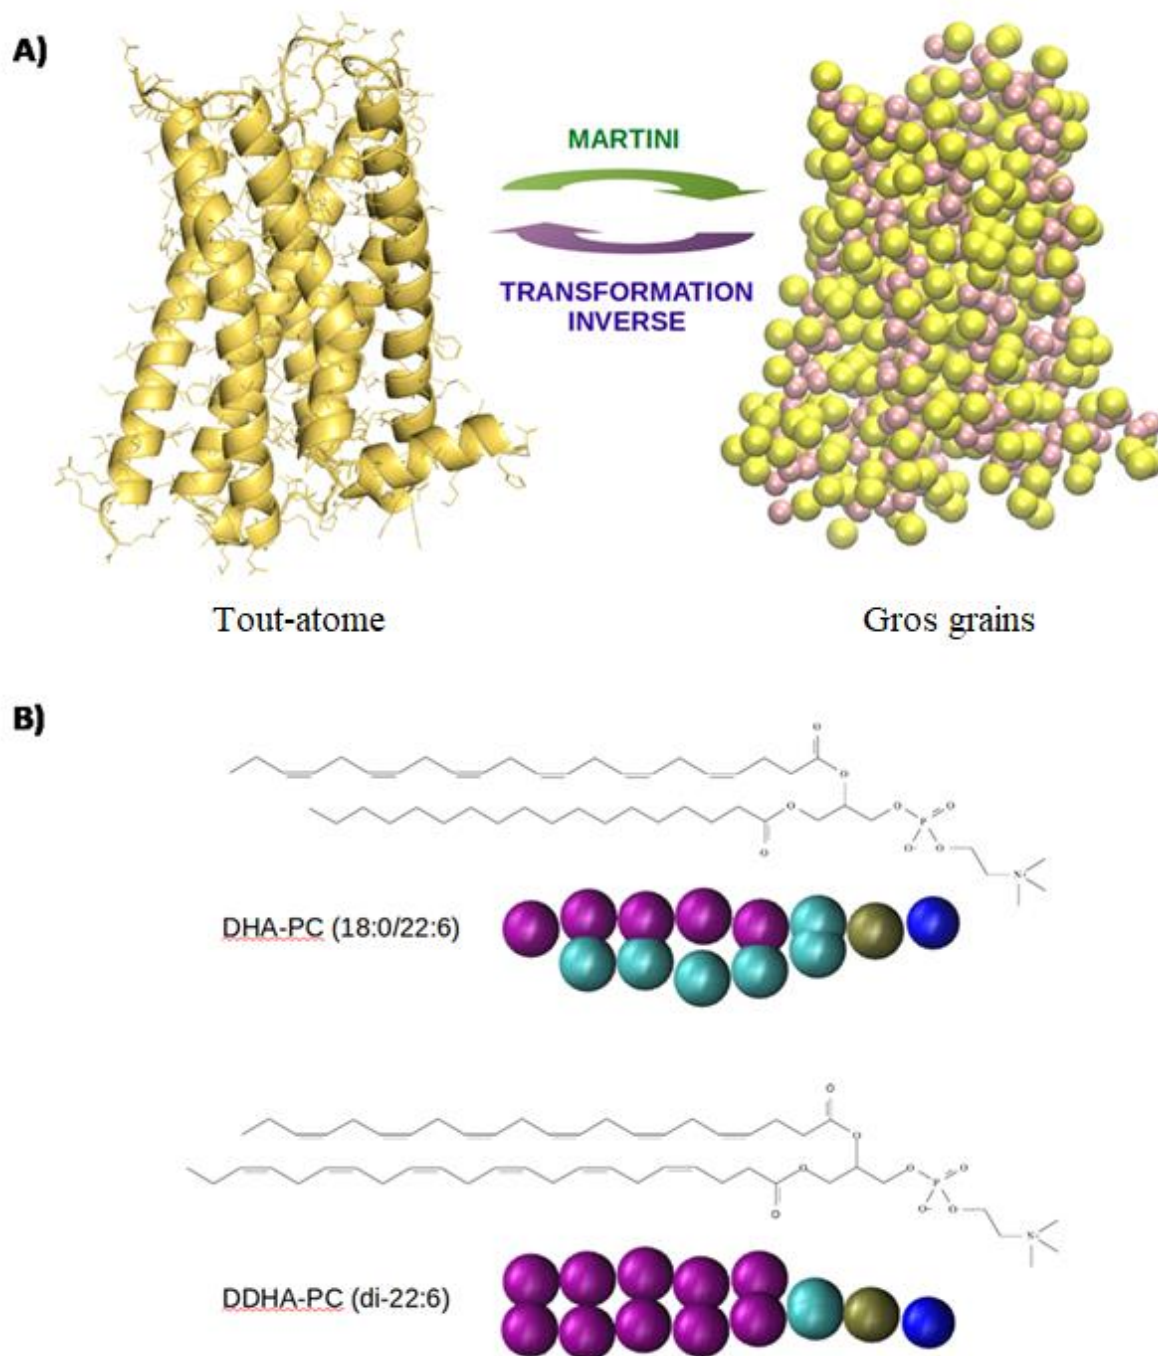 A)
MARTINI
TRANSFORMATION
INVERSE
Tout-atome
Gros grains
B)
O
O
O
O
O
P
O
O-
O
N+
DHA-PC (18:0/22:6)
O
O
O
O
O
P
O
O-
O
N+
DDHA-PC (di-22:6)